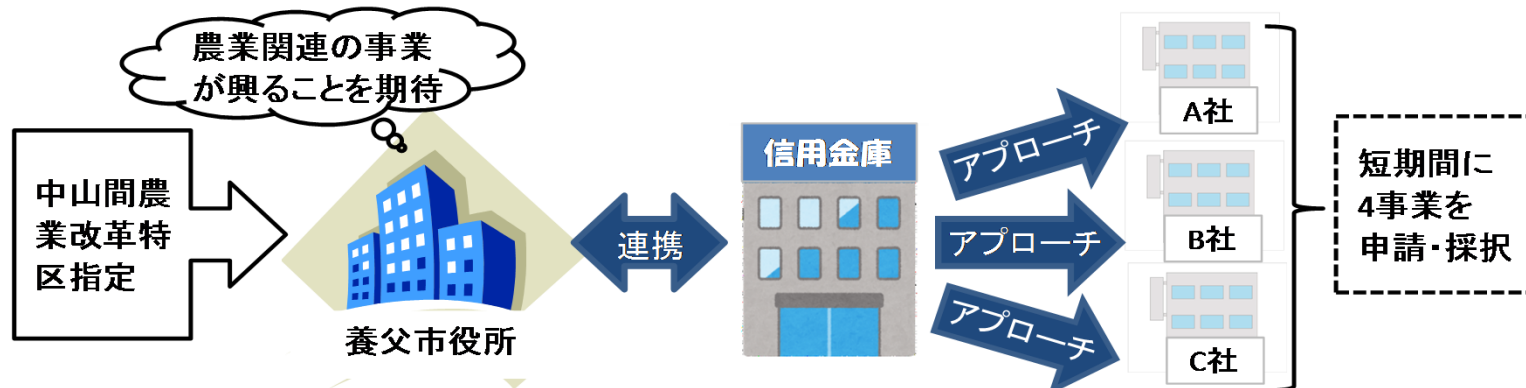 農業関連の事業
が興ることを期待
中山間農
業改革特
区指定
養父市役所
連携
信用金庫
アプローチ
アプローチ
アプローチ
A社
B社
C社
短期間に
4事業を
申請・採択